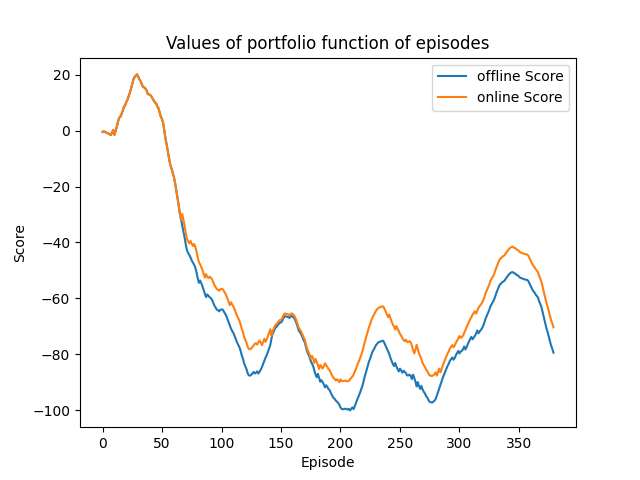 Values of portfolio function of episodes
offline Score
online Score
Score
20
0
−20
−40
−60
−80
−100
0 50 100 150 200 250 300 350
Episode